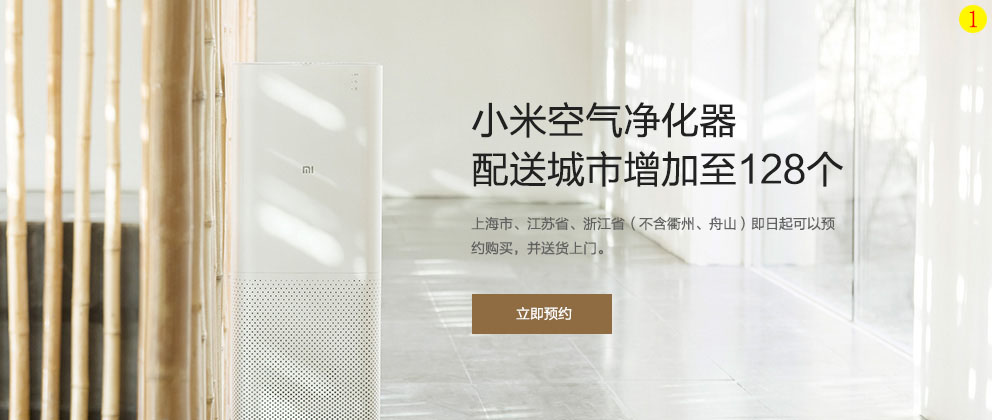 1
小米空气净化器
配送城市增加至128个
上海市、江苏省、浙江省（不含衢州、舟山）即日起可以预
约购买，并送货上门。
立即预约
MI